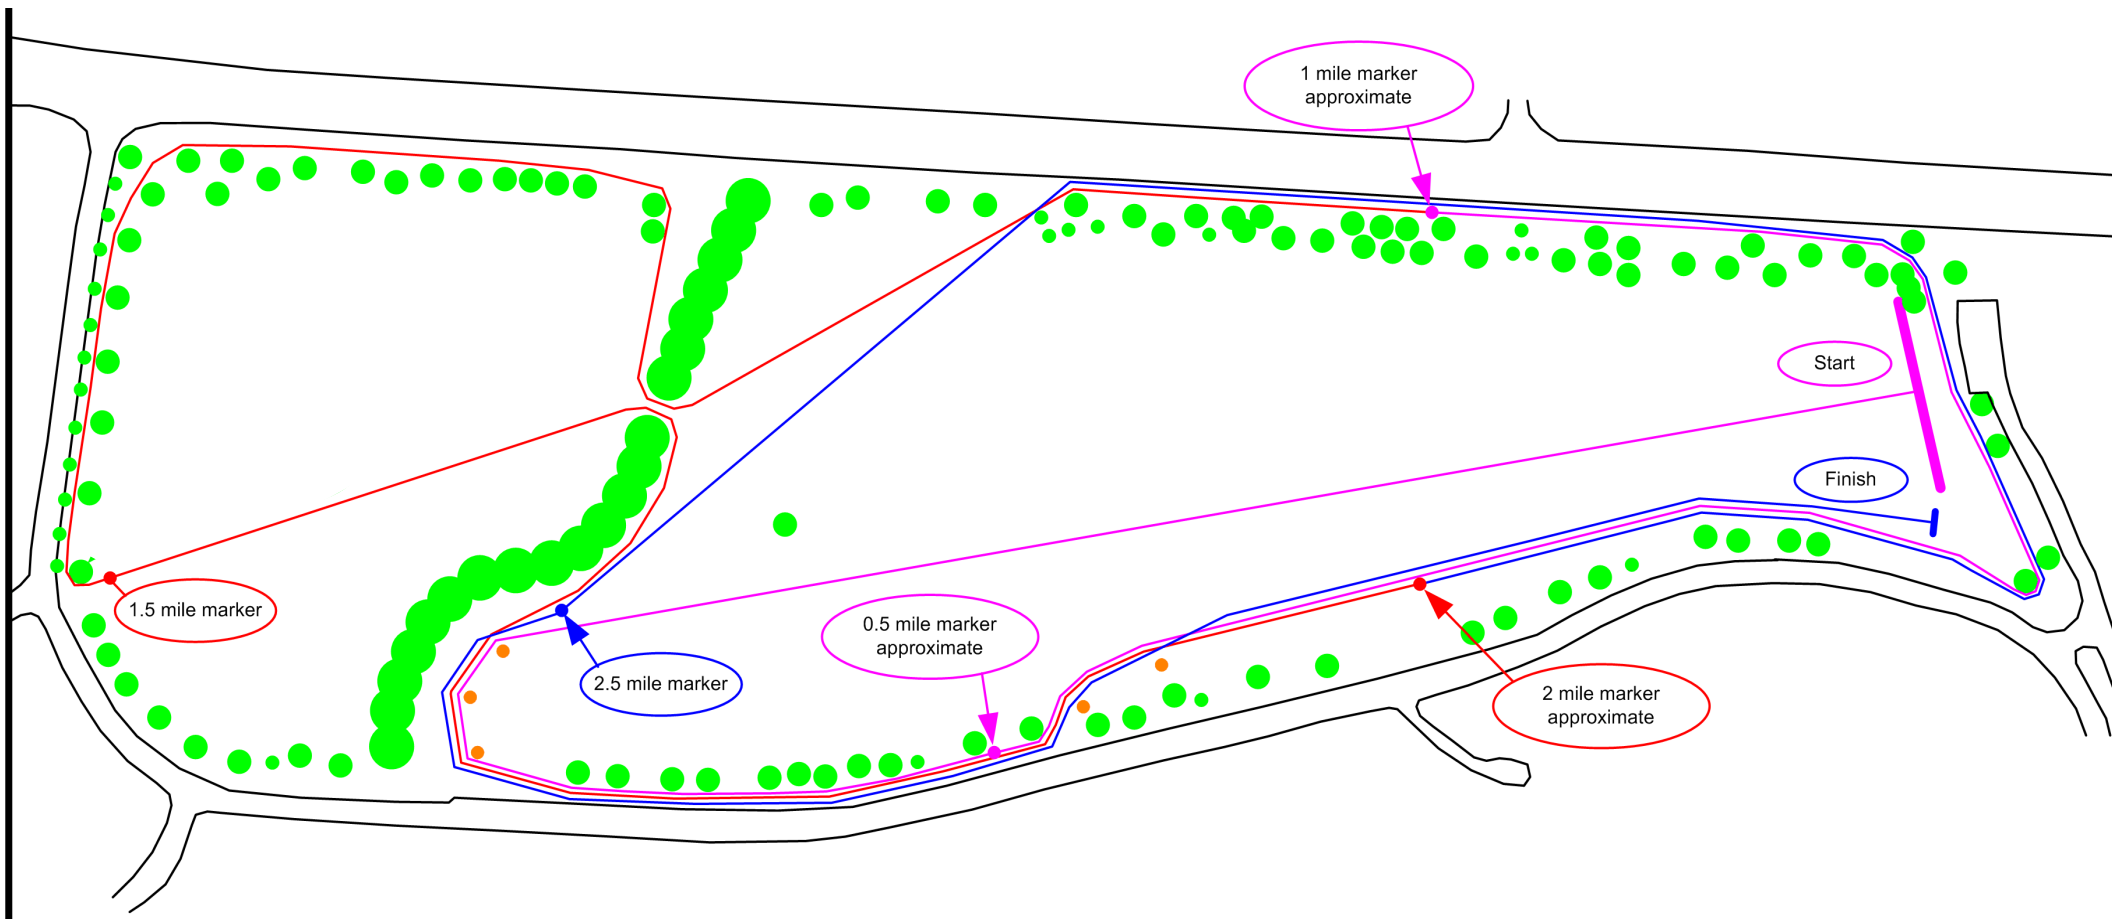 1 mile marker
approximate
Start
Finish
1.5 mile marker
0.5 mile marker
approximate
2.5 mile marker
2 mile marker
approximate